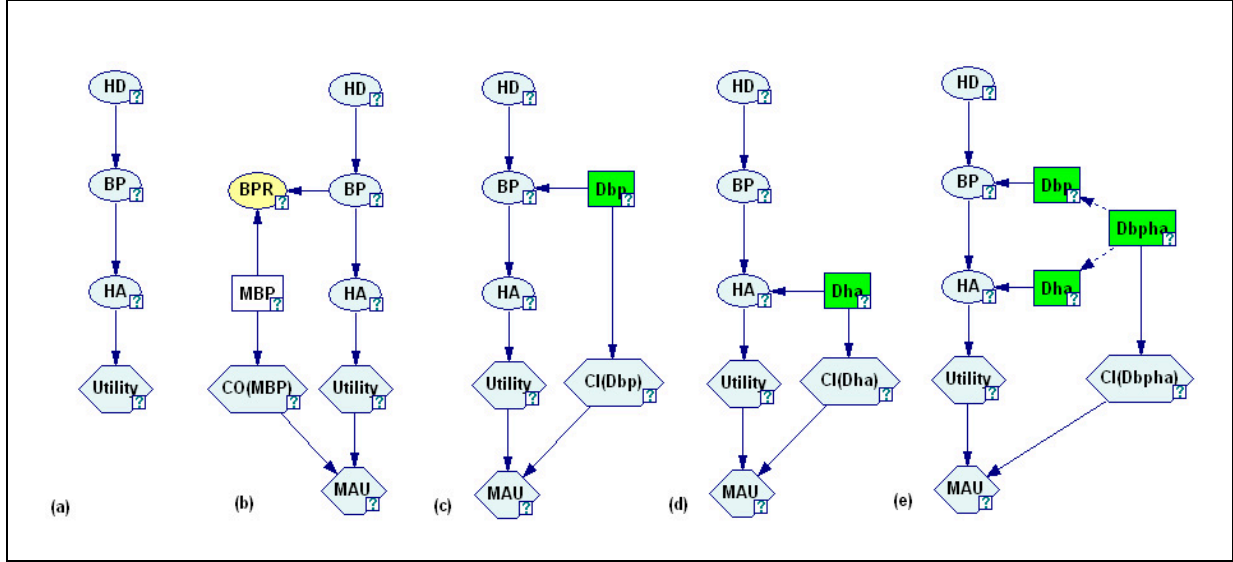 HD ?
BP ?
HA ?
Utility ?
(a)
HD ?
BPR ?
BP ?
MBP ?
HA ?
CO(MBP) ?
Utility ?
MAU ?
(b)
HD ?
BP ?
Dbp ?
HA ?
Utility ?
CI(Dbp) ?
MAU ?
(c)
HD ?
BP ?
HA ?
Dha ?
Utility ?
CI(Dha) ?
MAU ?
(d)
HD ?
BP ?
Dbp ?
Dbpha ?
HA ?
Dha ?
Utility ?
CI(Dbpha) ?
MAU ?
(e)